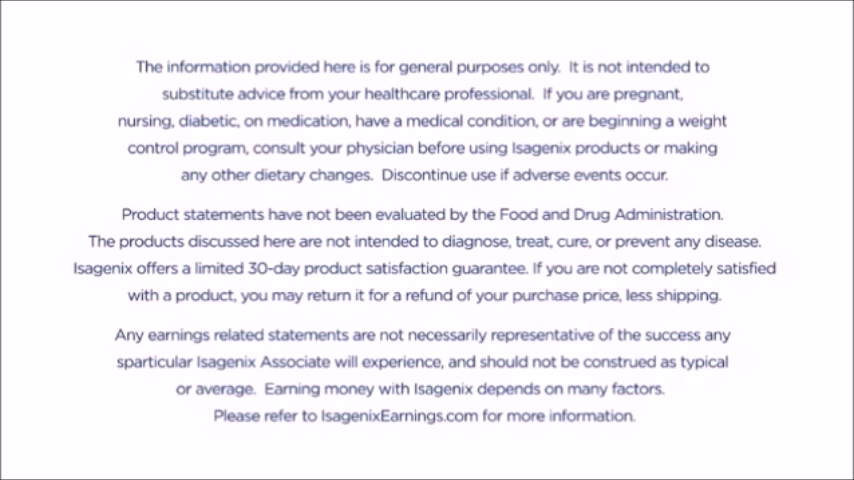 The information provided here is for general purposes only. It is not intended to
substitute advice from your healthcare professional. If you are pregnant,
nursing, diabetic, on medication, have a medical condition, or are beginning a weight
control program, consult your physician before using Isagenix products or making
any other dietary changes. Discontinue use if adverse events occur.
Product statements have not been evaluated by the Food and Drug Administration.
The products discussed here are not intended to diagnose, treat, cure, or prevent any disease.
Isagenix offers a limited 30-day product satisfaction guarantee. If you are not completely satisfied
with a product, you may return it for a refund of your purchase price, less shipping.
Any earnings related statements are not necessarily representative of the success any
sparticular Isagenix Associate will experience, and should not be construed as typical
or average. Earning money with Isagenix depends on many factors.
Please refer to IsagenixEarnings.com for more information.